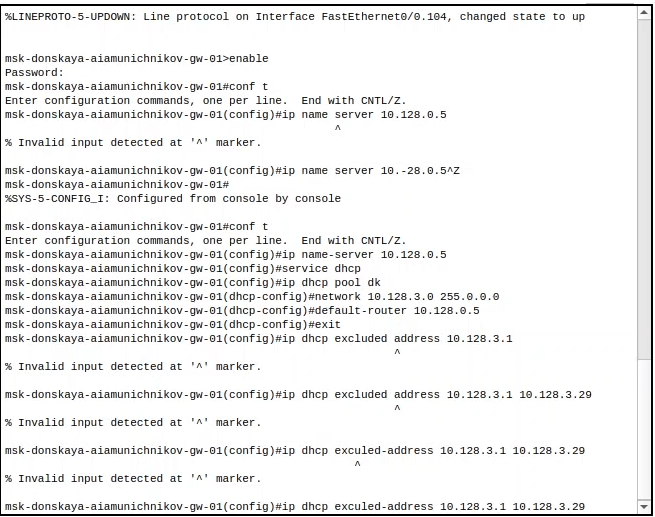 %LINEPROTO-5-UPDOWN: Line protocol on Interface FastEthernet0/0.104, changed state to up
msk-donskaya-aiamunichnikov-gw-01>enable
Password:
msk-donskaya-aiamunichnikov-gw-01#conf t
Enter configuration commands, one per line.  End with CNTL/Z.
msk-donskaya-aiamunichnikov-gw-01(config)#ip name server 10.128.0.5
^
% Invalid input detected at '^' marker.
msk-donskaya-aiamunichnikov-gw-01(config)#ip name server 10.-28.0.5^Z
msk-donskaya-aiamunichnikov-gw-01#
%SYS-5-CONFIG_I: Configured from console by console
msk-donskaya-aiamunichnikov-gw-01#conf t
Enter configuration commands, one per line.  End with CNTL/Z.
msk-donskaya-aiamunichnikov-gw-01(config)#ip name-server 10.128.0.5
msk-donskaya-aiamunichnikov-gw-01(config)#service dhcp
msk-donskaya-aiamunichnikov-gw-01(config)#ip dhcp pool dk
msk-donskaya-aiamunichnikov-gw-01(dhcp-config)#network 10.128.3.0 255.0.0.0
msk-donskaya-aiamunichnikov-gw-01(dhcp-config)#default-router 10.128.0.5
msk-donskaya-aiamunichnikov-gw-01(dhcp-config)#exit
msk-donskaya-aiamunichnikov-gw-01(config)#ip dhcp excluded address 10.128.3.1
^
% Invalid input detected at '^' marker.
msk-donskaya-aiamunichnikov-gw-01(config)#ip dhcp excluded address 10.128.3.1 10.128.3.29
^
% Invalid input detected at '^' marker.
msk-donskaya-aiamunichnikov-gw-01(config)#ip dhcp exculed-address 10.128.3.1 10.128.3.29
^
% Invalid input detected at '^' marker.
msk-donskaya-aiamunichnikov-gw-01(config)#ip dhcp exculed-address 10.128.3.1 10.128.3.29